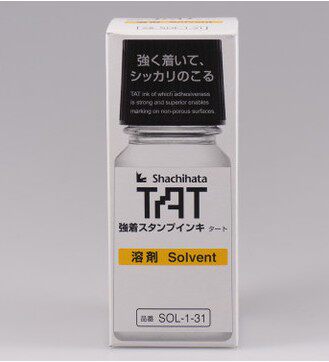 強く着いて、
シッカリのこる
TAT ink of which adhesiveness
is strong and superior enables
marking on non-porous surfaces.
Shachihata
TAT
強着スタンプインキ タート
溶剤 Solvent
品番 SOL-1-31